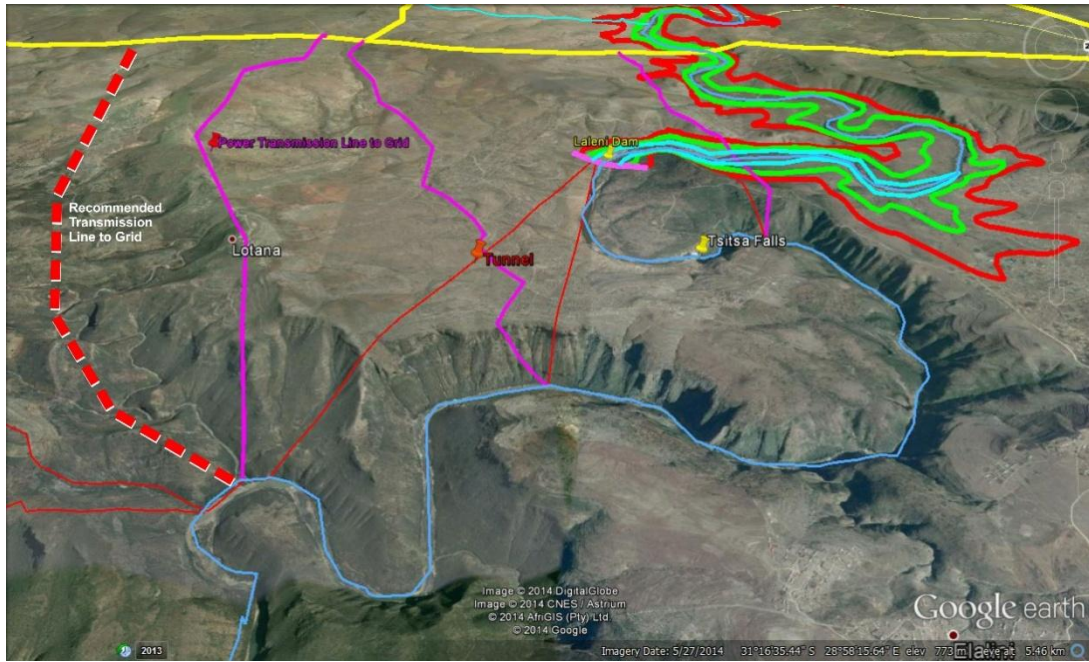 Laleni Dam
Power Transmission Line to Grid
Recommended
Transmission
Line to Grid
Lotana
Tsitsa Falls
Tunnel
Image © 2014 DigitalGlobe
Image © 2014 CNES / Astrium
© 2014 AfriGIS (Pty) Ltd.
© 2014 Google
Google earth
2013
Imagery Date: 5/27/2014 31°16'35.44" S 28°58'15.64" E elev 773
5.46 km